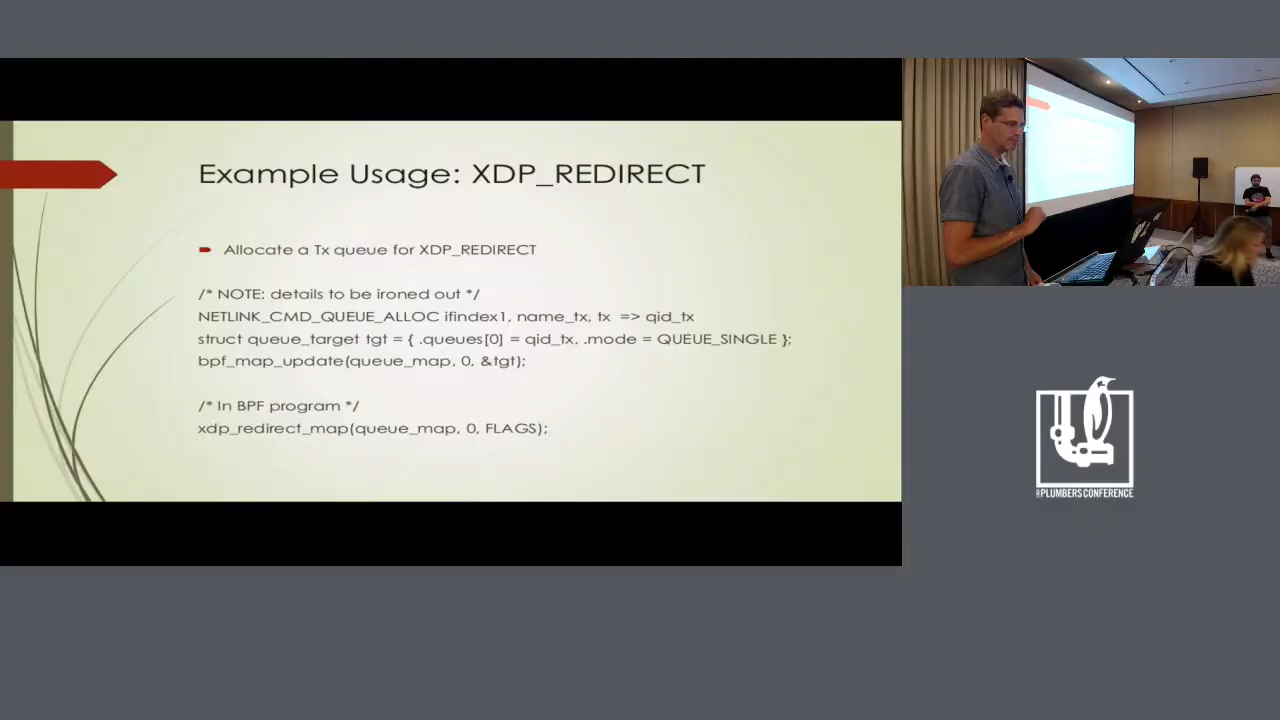 Example Usage: XDP_REDIRECT
Allocate a Tx queue for XDP_REDIRECT
/* NOTE: details to be ironed out */
NETLINK_CMD_QUEUE_ALLOC ifindex1, name_tx, tx => qid_tx
struct queue_target tgt = { .queues[0] = qid_tx, .mode = QUEUE_SINGLE };
bpf_map_update(queue_map, 0, &tgt);
/* In BPF program */
xdp_redirect_map(queue_map, 0, FLAGS);
PLUMBERS CONFERENCE